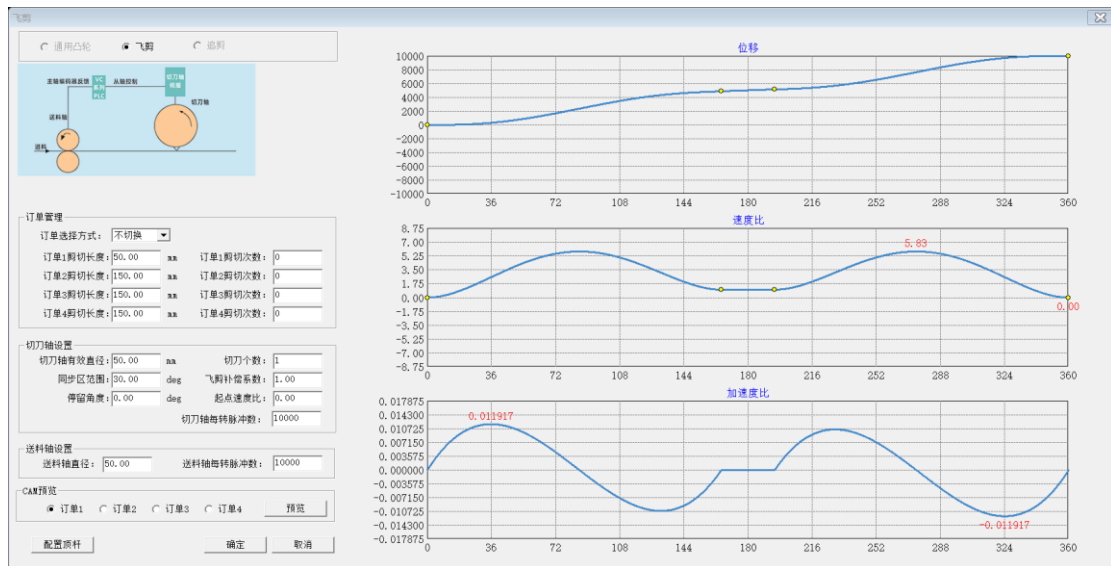 飞剪
通用凸轮 飞剪 追剪
主轴编码器反馈 VC系列PLC 从轴控制 切刀轴伺服
切刀轴
送料轴
送料
订单管理
订单选择方式: 不切换
订单1剪切长度: 50.00 mm 订单1剪切次数: 0
订单2剪切长度: 150.00 mm 订单2剪切次数: 0
订单3剪切长度: 150.00 mm 订单3剪切次数: 0
订单4剪切长度: 150.00 mm 订单4剪切次数: 0
切刀轴设置
切刀轴有效直径: 50.00 mm 切刀个数: 1
同步区范围: 30.00 deg 飞剪补偿系数: 1.00
停留角度: 0.00 deg 起点速度比: 0.00
切刀轴每转脉冲数: 10000
送料轴设置
送料轴直径: 50.00 送料轴每转脉冲数: 10000
CAM预览
订单1 订单2 订单3 订单4 预览
配置顶杆 确定 取消
位移
10000
8000
6000
4000
2000
0
-2000
-4000
-6000
-8000
-10000
0 36 72 108 144 180 216 252 288 324 360
速度比
8.75
7.00
5.25
3.50
1.75
0.00
-1.75
-3.50
-5.25
-7.00
-8.75
5.83
0.00
0 36 72 108 144 180 216 252 288 324 360
加速度比
0.017875
0.014300
0.010725
0.007150
0.003575
0.000000
-0.003575
-0.007150
-0.010725
-0.014300
-0.017875
0.011917
-0.011917
0 36 72 108 144 180 216 252 288 324 360